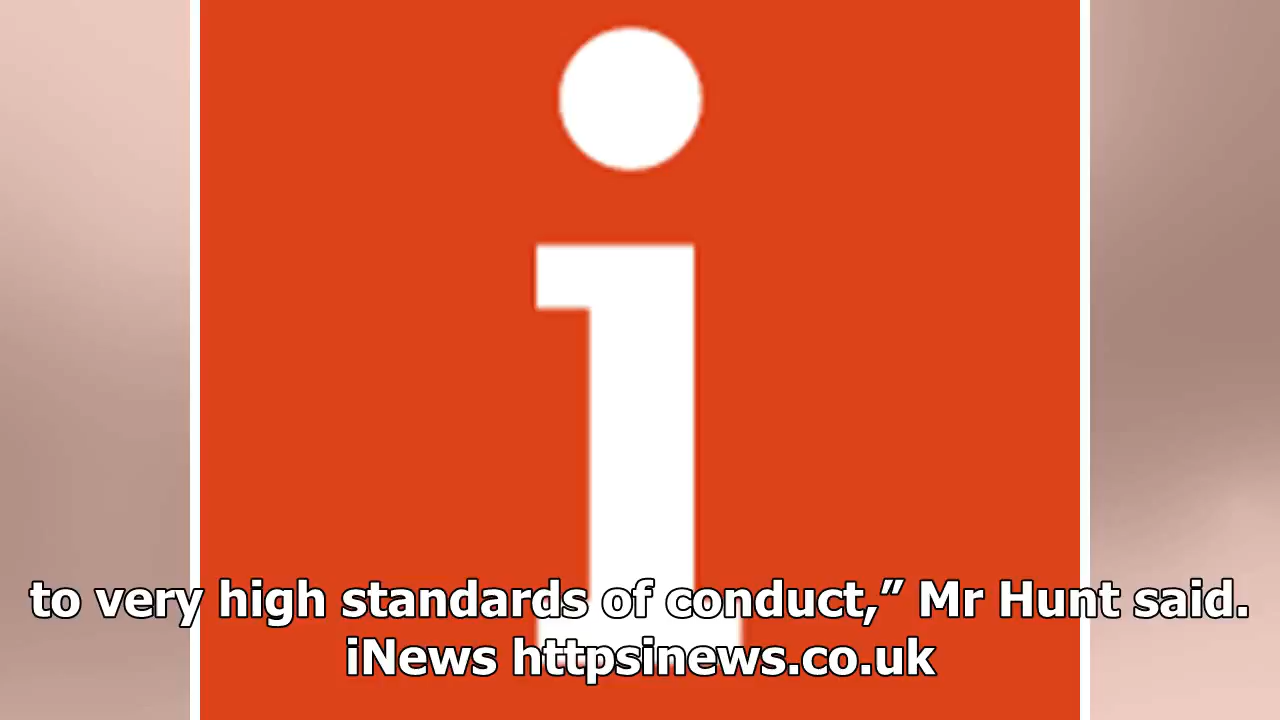 i
to very high standards of conduct,” Mr Hunt said.
iNews httpsinews.co.uk